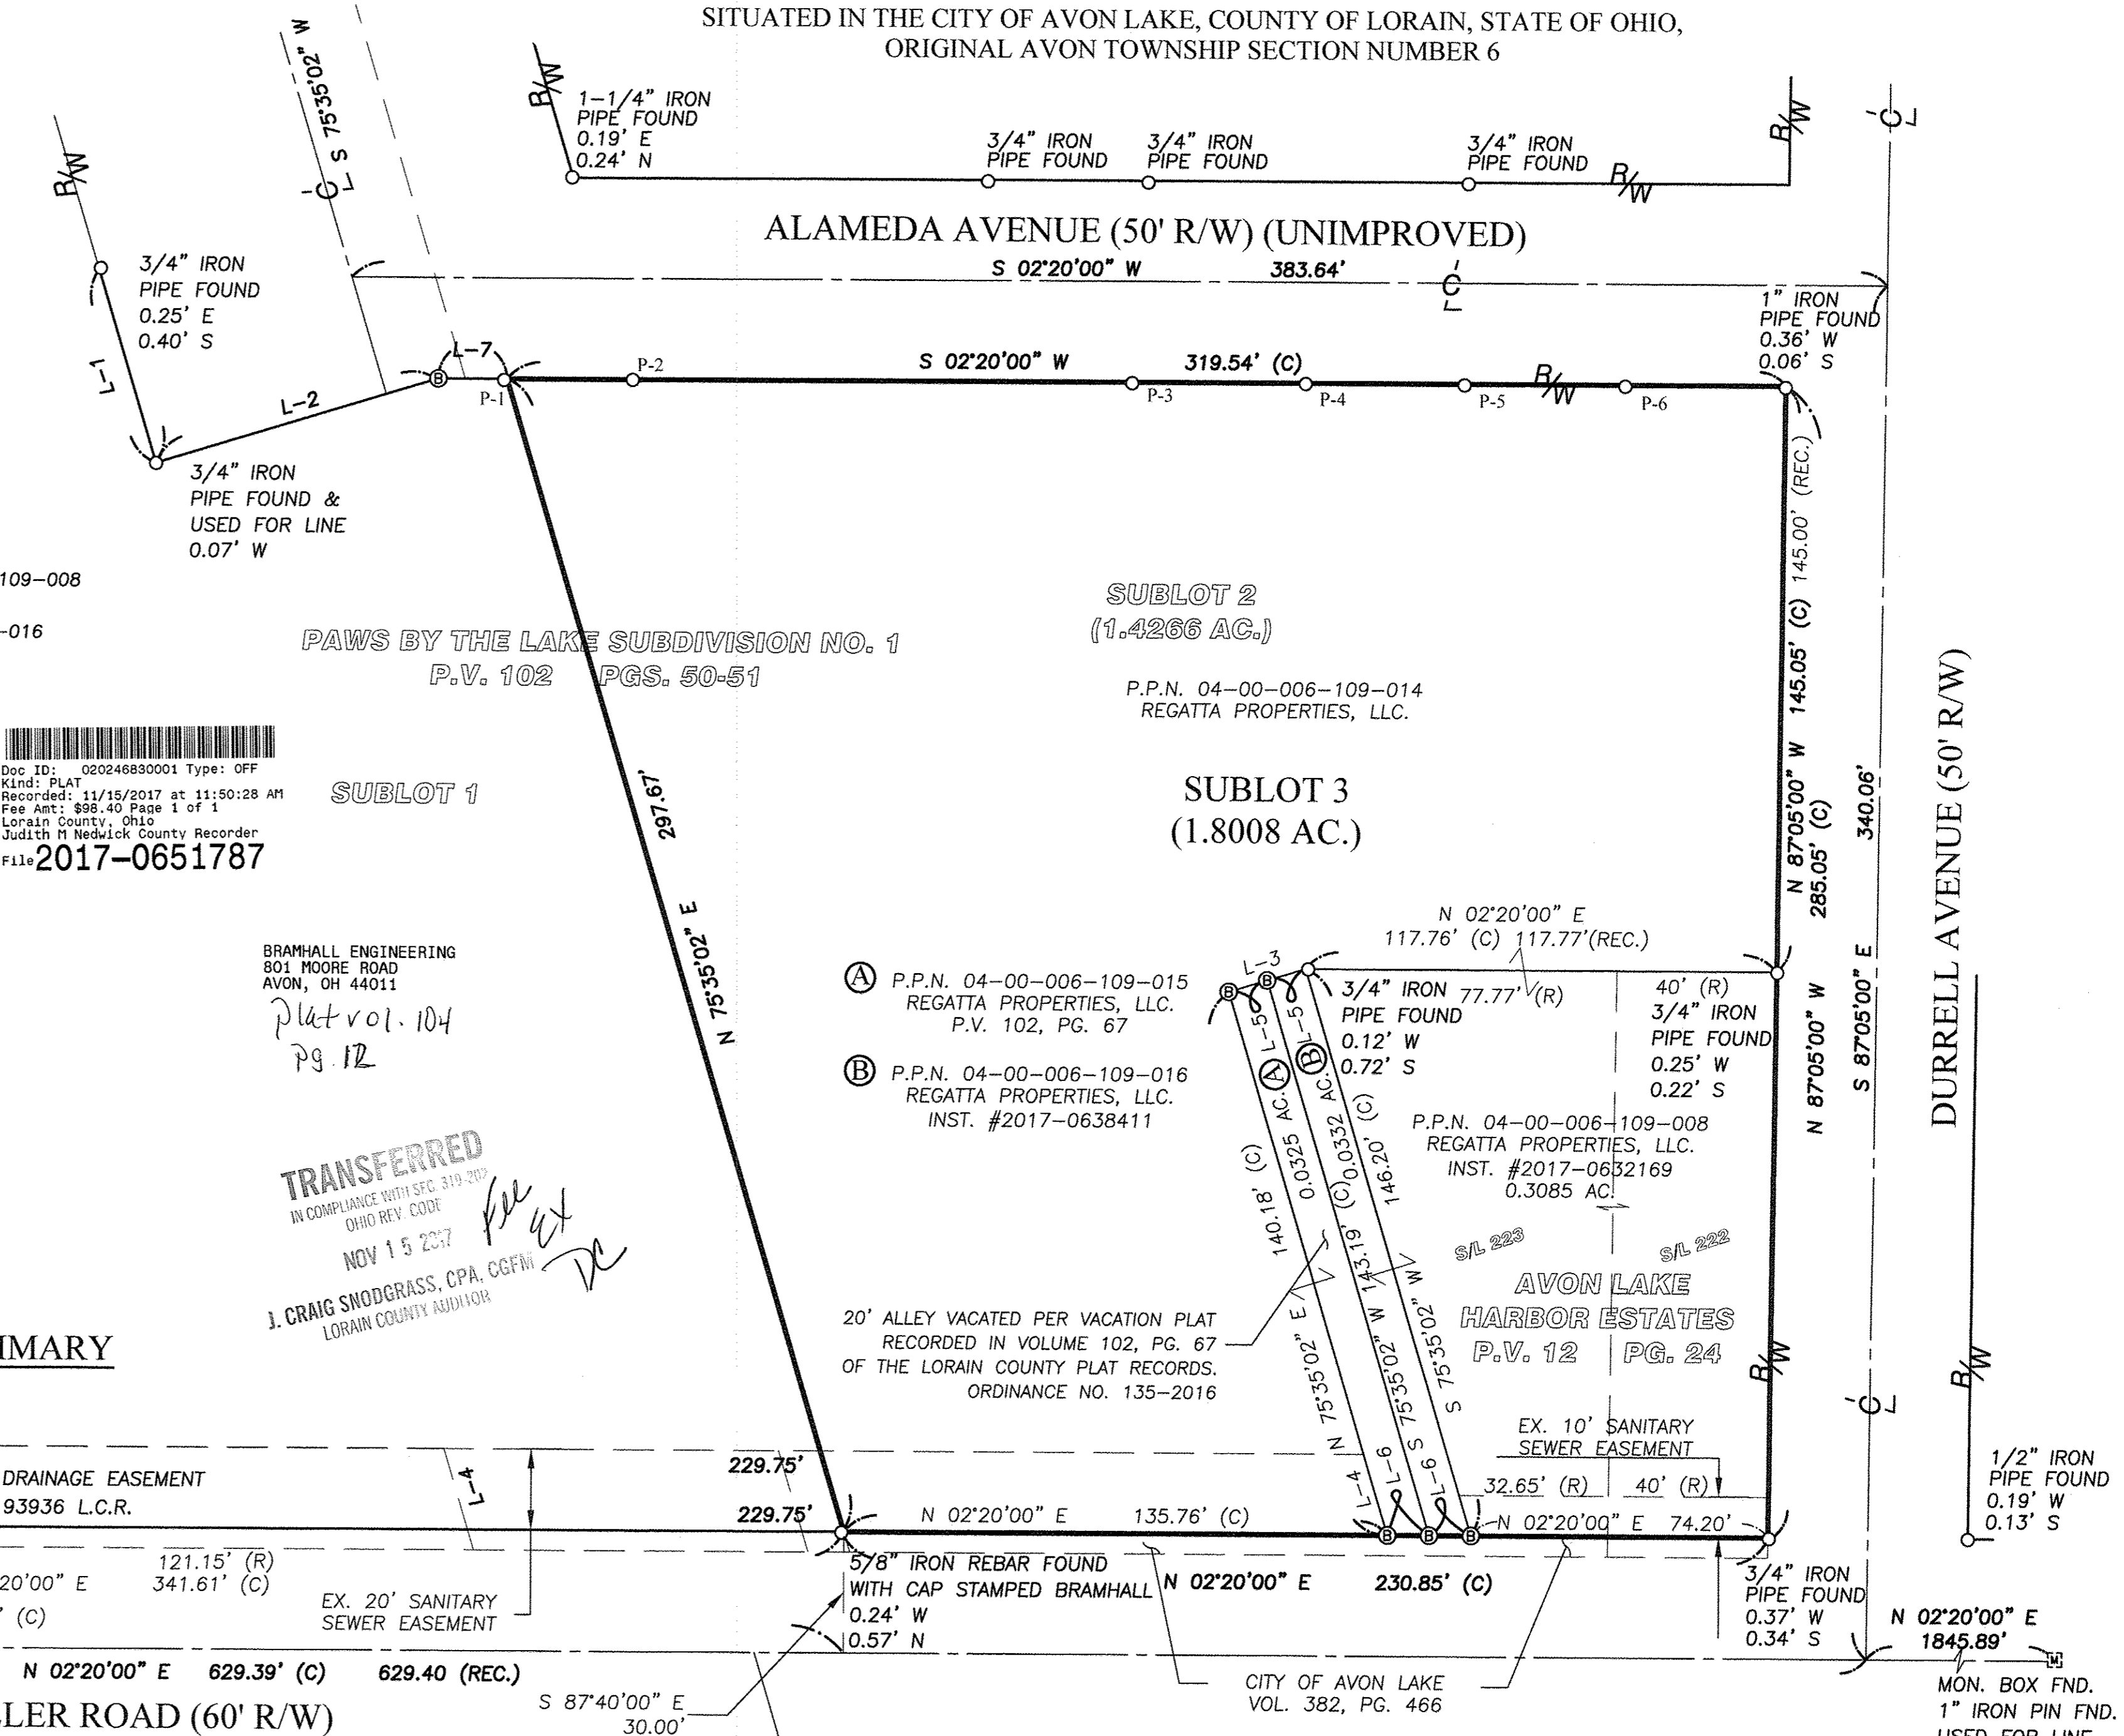 SITUATED IN THE CITY OF AVON LAKE, COUNTY OF LORAIN, STATE OF OHIO,
ORIGINAL AVON TOWNSHIP SECTION NUMBER 6
S 75°35'02" W
R/W
R/W
1-1/4" IRON
PIPE FOUND
0.19' E
0.24' N
3/4" IRON
PIPE FOUND
3/4" IRON
PIPE FOUND
3/4" IRON
PIPE FOUND
R/W
R/W
CL
CL
ALAMEDA AVENUE (50' R/W) (UNIMPROVED)
S 02°20'00" W 383.64'
CL
3/4" IRON
PIPE FOUND
0.25' E
0.40' S
L-1
L-2
L-7
P-1
P-2
S 02°20'00" W 319.54' (C)
P-3
P-4
P-5
R/W
P-6
1" IRON
PIPE FOUND
0.36' W
0.06' S
3/4" IRON
PIPE FOUND &
USED FOR LINE
0.07' W
109-008
-016
PAWS BY THE LAKE SUBDIVISION NO. 1
P.V. 102 PGS. 50-51
SUBLOT 2
(1.4266 AC.)
P.P.N. 04-00-006-109-014
REGATTA PROPERTIES, LLC.
SUBLOT 3
(1.8008 AC.)
SUBLOT 1
Doc ID: 020246830001 Type: OFF
Kind: PLAT
Recorded: 11/15/2017 at 11:50:28 AM
Fee Amt: $98.40 Page 1 of 1
Lorain County, Ohio
Judith M Nedwick County Recorder
File 2017-0651787
N 75°35'02" E 297.67'
N 87°05'00" W 145.05' (C) 145.00' (REC.)
285.05' (C)
N 87°05'00" W
S 87°05'00" E 340.06'
DURRELL AVENUE (50' R/W)
BRAMHALL ENGINEERING
801 MOORE ROAD
AVON, OH 44011
Plat vol. 104
pg. 12
TRANSFERRED
IN COMPLIANCE WITH SEC. 319-202
OHIO REV. CODE
NOV 15 2017
J. CRAIG SNODGRASS, CPA, CGFM
LORAIN COUNTY AUDITOR
Fee
EX
DC
A P.P.N. 04-00-006-109-015
REGATTA PROPERTIES, LLC.
P.V. 102, PG. 67
B P.P.N. 04-00-006-109-016
REGATTA PROPERTIES, LLC.
INST. #2017-0638411
N 02°20'00" E
117.76' (C) 117.77'(REC.)
L-3
3/4" IRON
PIPE FOUND
0.12' W
0.72' S
77.77' (R)
40' (R)
3/4" IRON
PIPE FOUND
0.25' W
0.22' S
P.P.N. 04-00-006-109-008
REGATTA PROPERTIES, LLC.
INST. #2017-0632169
0.3085 AC.
L-4 N 75°35'02" E 140.18' (C)
L-6 0.0325 AC. A L-5
S 75°35'02" W 143.19' (C)
L-6 0.0332 AC. B L-5
S 75°35'02" W 146.20' (C)
S/L 223
S/L 222
AVON LAKE
HARBOR ESTATES
P.V. 12 PG. 24
20' ALLEY VACATED PER VACATION PLAT
RECORDED IN VOLUME 102, PG. 67
OF THE LORAIN COUNTY PLAT RECORDS.
ORDINANCE NO. 135-2016
R/W
R/W
CL
EX. 10' SANITARY
SEWER EASEMENT
32.65' (R) 40' (R)
IMARY
DRAINAGE EASEMENT
93936 L.C.R.
L-4
229.75'
229.75'
N 02°20'00" E 135.76' (C)
N 02°20'00" E 74.20'
121.15' (R)
20'00" E 341.61' (C)
' (C)
EX. 20' SANITARY
SEWER EASEMENT
5/8" IRON REBAR FOUND
WITH CAP STAMPED BRAMHALL
0.24' W
0.57' N
N 02°20'00" E 230.85' (C)
3/4" IRON
PIPE FOUND
0.37' W
0.34' S
1/2" IRON
PIPE FOUND
0.19' W
0.13' S
N 02°20'00" E 629.39' (C) 629.40 (REC.)
LLER ROAD (60' R/W)
S 87°40'00" E
30.00'
CITY OF AVON LAKE
VOL. 382, PG. 466
N 02°20'00" E
1845.89'
M
MON. BOX FND.
1" IRON PIN FND.
USED FOR LINE